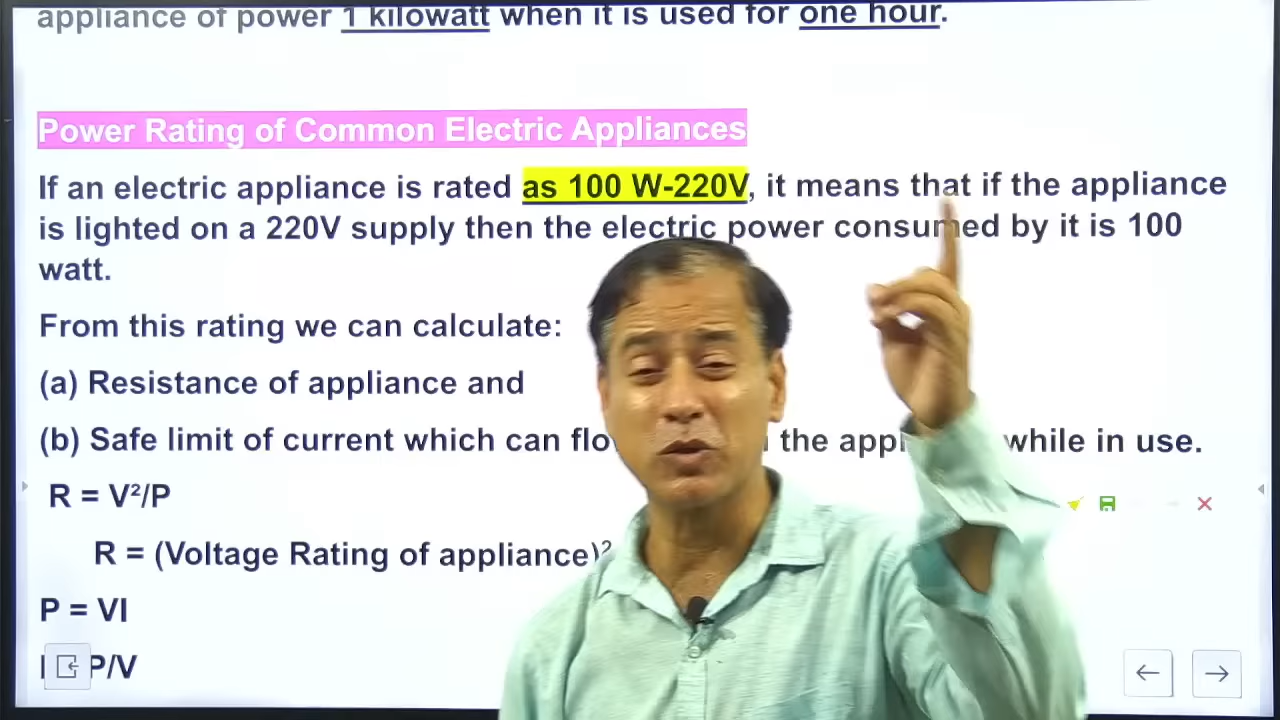 appliance of power 1 kilowatt when it is used for one hour.
Power Rating of Common Electric Appliances
If an electric appliance is rated as 100 W-220V, it means that if the appliance
is lighted on a 220V supply then the electric power consumed by it is 100
watt.
From this rating we can calculate:
(a) Resistance of appliance and
(b) Safe limit of current which can flo the appl while in use.
R = V²/P
R = (Voltage Rating of appliance)²
P = VI
P/V